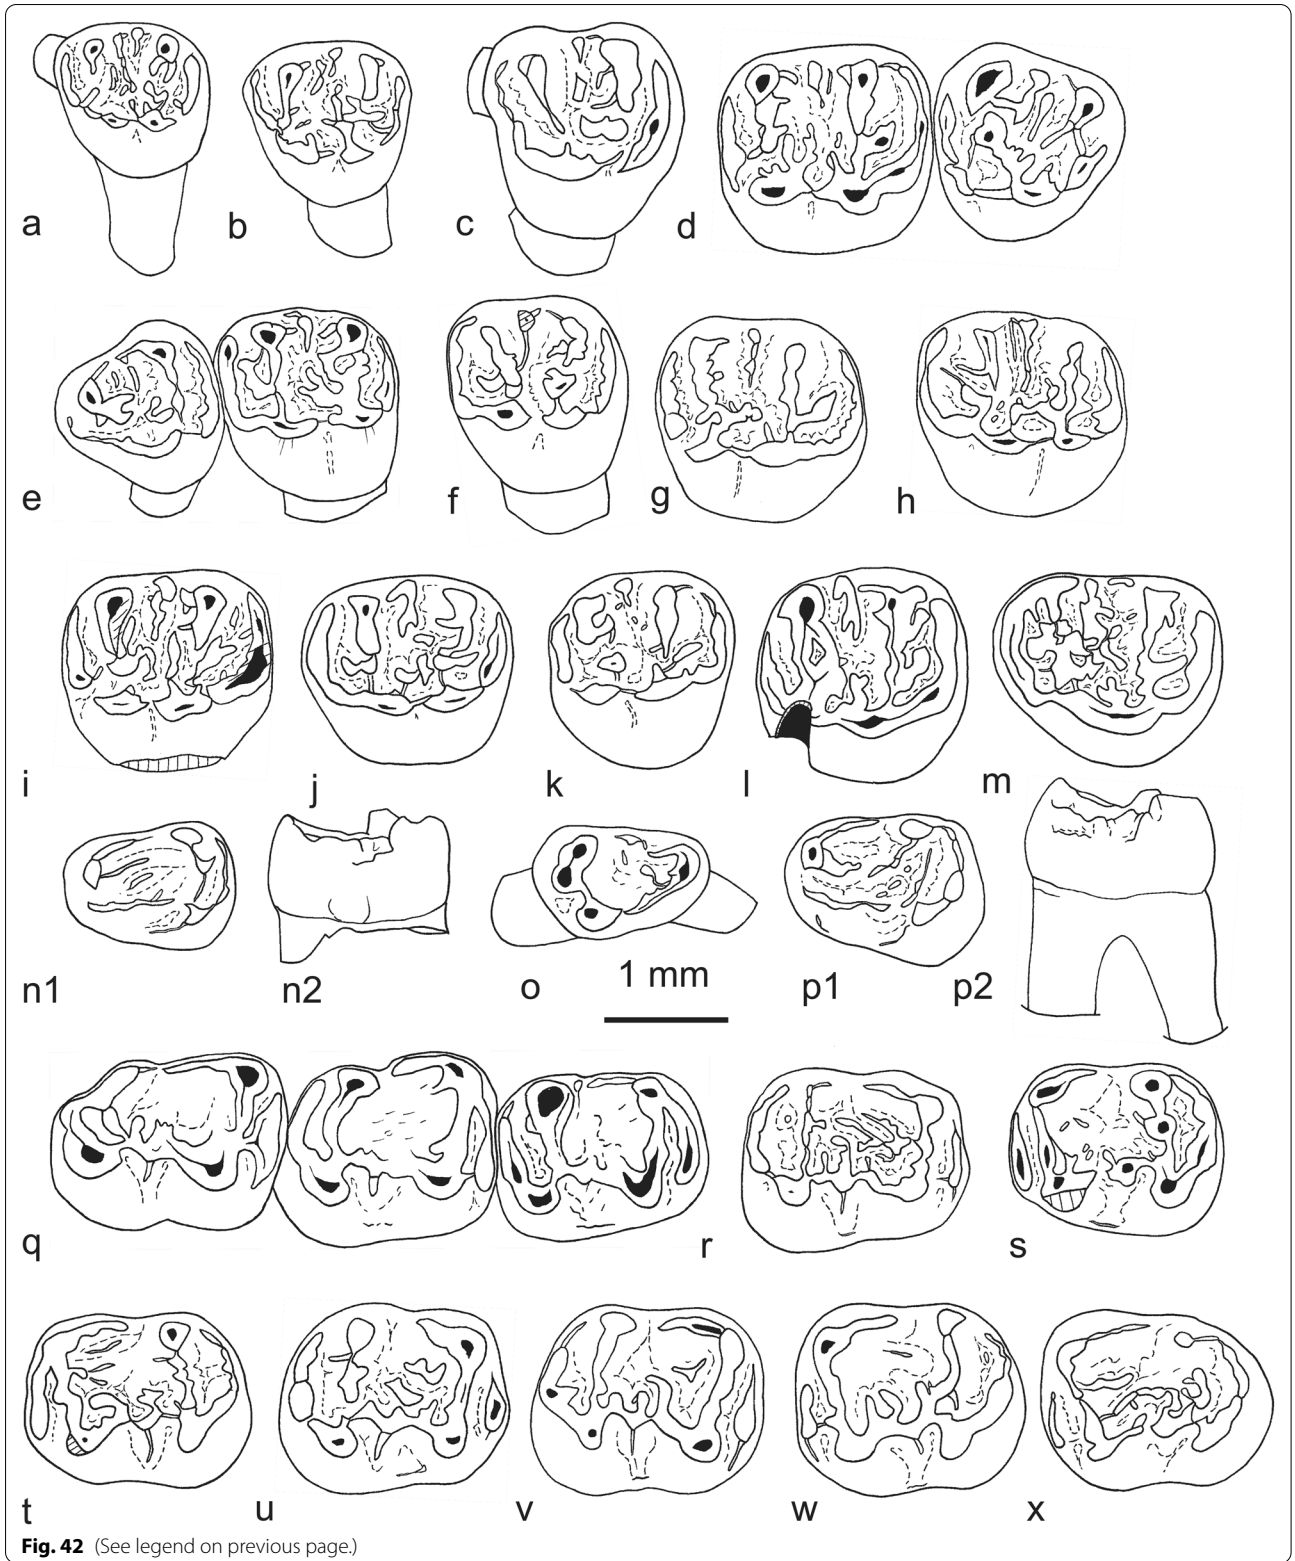 a b c d
e f g h
i j k l m
n1 n2 o 1 mm p1 p2
q r s
t u v w x
Fig. 42 (See legend on previous page.)